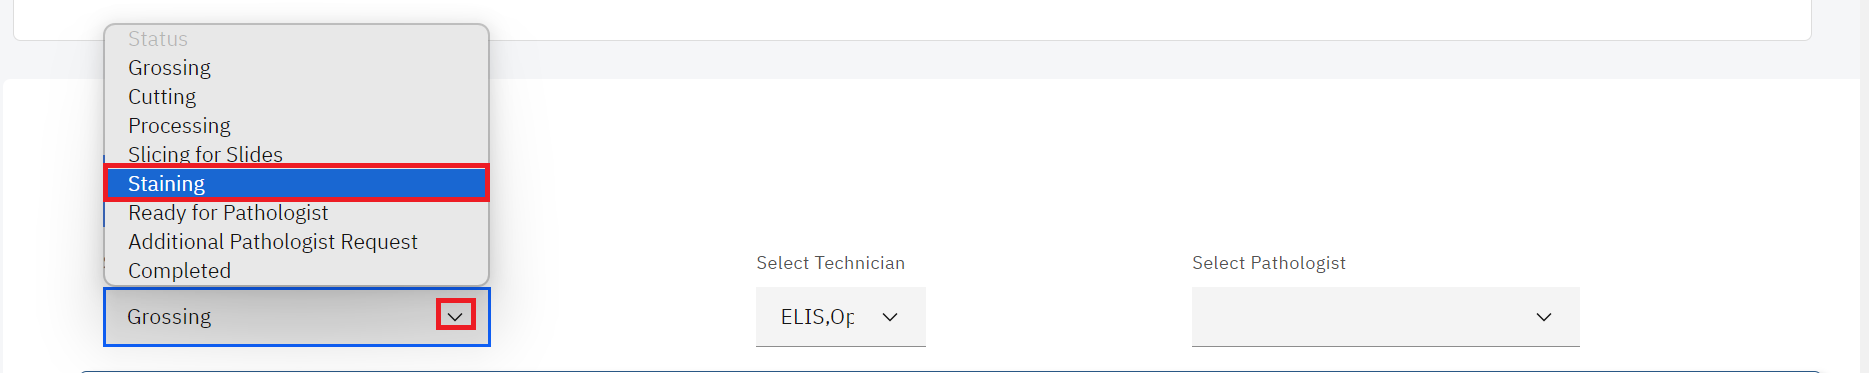 Status
Grossing
Cutting
Processing
Slicing for Slides
Staining
Ready for Pathologist
Additional Pathologist Request
Completed
Select Technician
Select Pathologist
Grossing
ELIS,Op